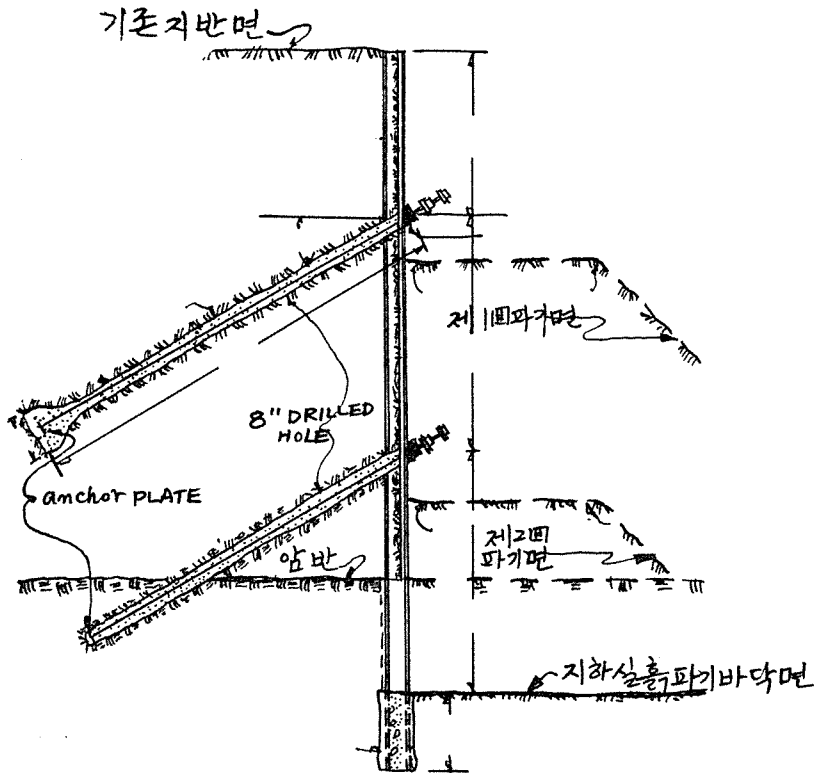 기존지반면
제1回파기면
8" DRILLED
HOLE
anchor PLATE
제2回
파기면
암반
지하실흙파기바닥면